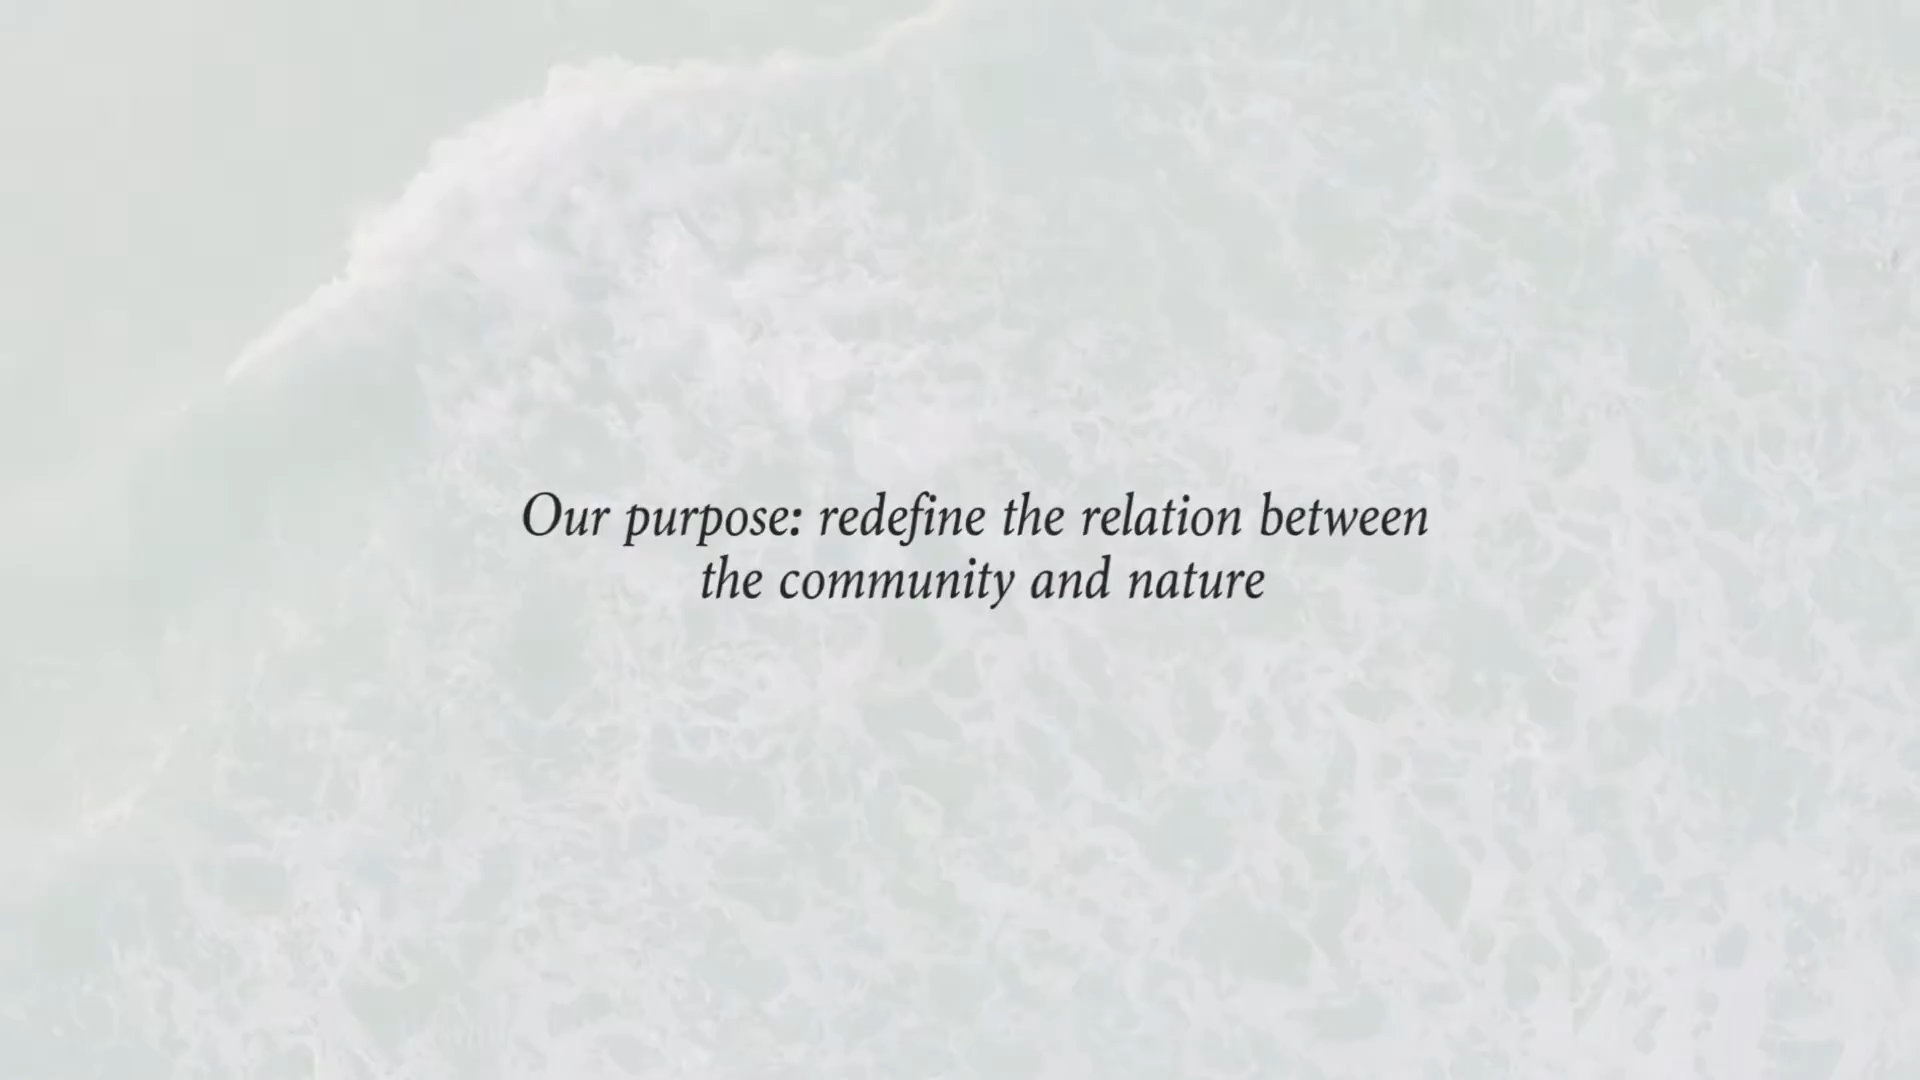 Our purpose: redefine the relation between
the community and nature